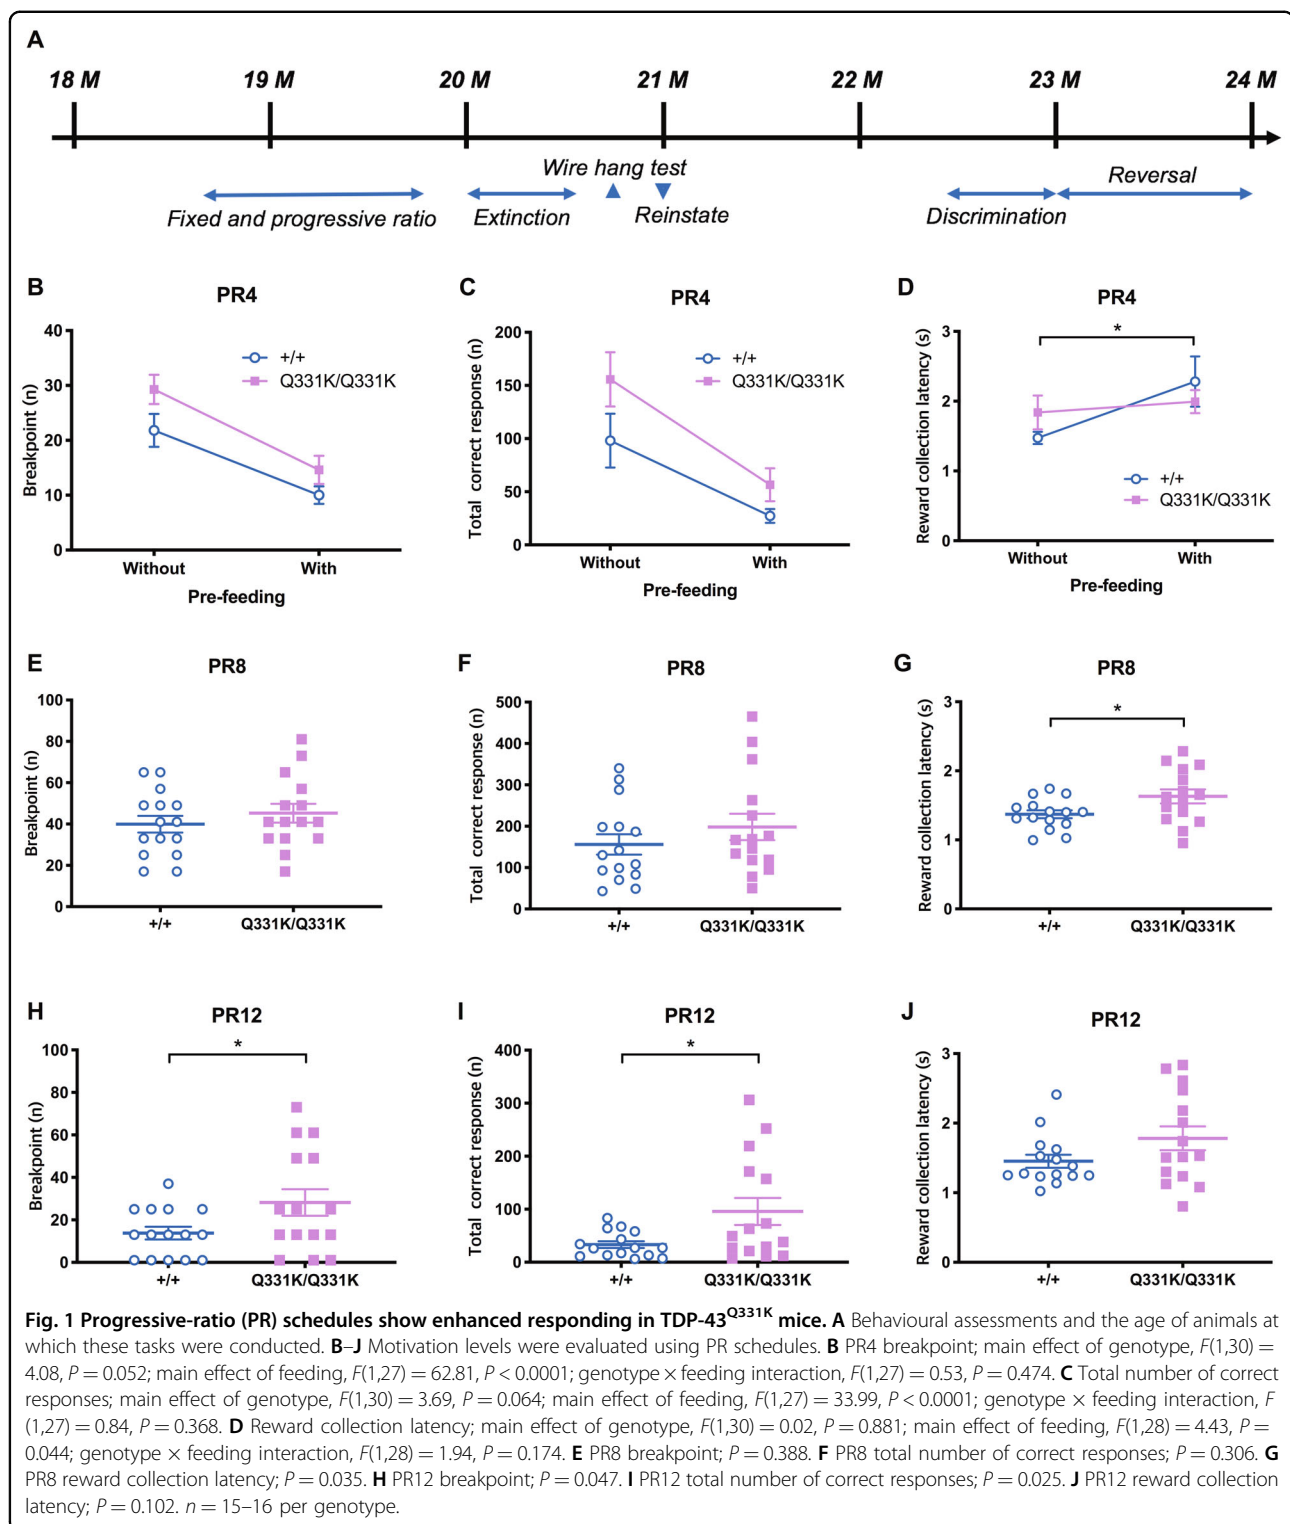 A
18 M 19 M 20 M 21 M 22 M 23 M 24 M
Wire hang test
Reversal
Fixed and progressive ratio Extinction Reinstate Discrimination
B
PR4
Breakpoint (n)
40
30
20
10
0
+/+
Q331K/Q331K
Without With
Pre-feeding
C
PR4
Total correct response (n)
200
150
100
50
0
+/+
Q331K/Q331K
Without With
Pre-feeding
D
PR4
Reward collection latency (s)
3
2
1
0
*
+/+
Q331K/Q331K
Without With
Pre-feeding
E
PR8
Breakpoint (n)
100
80
60
40
20
0
+/+ Q331K/Q331K
F
PR8
Total correct response (n)
500
400
300
200
100
0
+/+ Q331K/Q331K
G
PR8
Reward collection latency (s)
3
2
1
0
*
+/+ Q331K/Q331K
H
PR12
Breakpoint (n)
100
80
60
40
20
0
*
+/+ Q331K/Q331K
I
PR12
Total correct response (n)
400
300
200
100
0
*
+/+ Q331K/Q331K
J
PR12
Reward collection latency (s)
3
2
1
0
+/+ Q331K/Q331K
Fig. 1 Progressive-ratio (PR) schedules show enhanced responding in TDP-43Q331K mice. A Behavioural assessments and the age of animals at
which these tasks were conducted. B–J Motivation levels were evaluated using PR schedules. B PR4 breakpoint; main effect of genotype, F(1,30) =
4.08, P = 0.052; main effect of feeding, F(1,27) = 62.81, P < 0.0001; genotype × feeding interaction, F(1,27) = 0.53, P = 0.474. C Total number of correct
responses; main effect of genotype, F(1,30) = 3.69, P = 0.064; main effect of feeding, F(1,27) = 33.99, P < 0.0001; genotype × feeding interaction, F
(1,27) = 0.84, P = 0.368. D Reward collection latency; main effect of genotype, F(1,30) = 0.02, P = 0.881; main effect of feeding, F(1,28) = 4.43, P =
0.044; genotype × feeding interaction, F(1,28) = 1.94, P = 0.174. E PR8 breakpoint; P = 0.388. F PR8 total number of correct responses; P = 0.306. G
PR8 reward collection latency; P = 0.035. H PR12 breakpoint; P = 0.047. I PR12 total number of correct responses; P = 0.025. J PR12 reward collection
latency; P = 0.102. n = 15–16 per genotype.